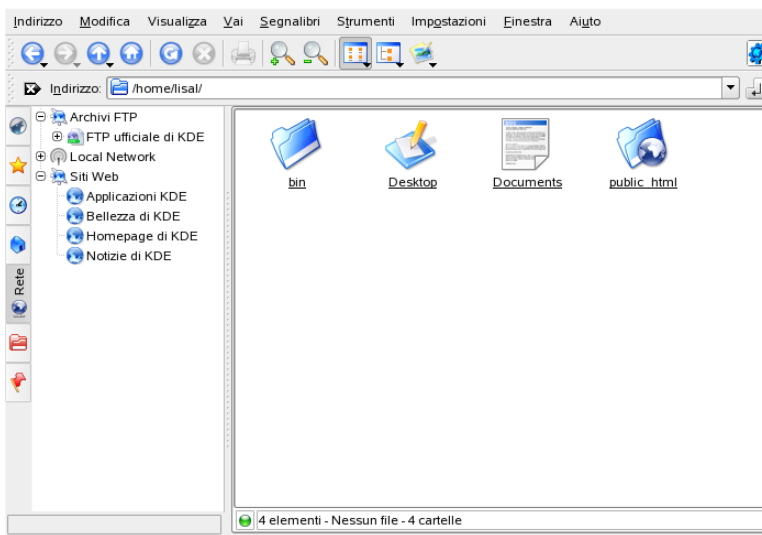 Indirizzo Modifica Visualizza Vai Segnalibri Strumenti Impostazioni Finestra Aiuto
Indirizzo: /home/lisal/
Archivi FTP
FTP ufficiale di KDE
Local Network
Siti Web
Applicazioni KDE
Bellezza di KDE
Homepage di KDE
Notizie di KDE
Rete
bin Desktop Documents public_html
4 elementi - Nessun file - 4 cartelle